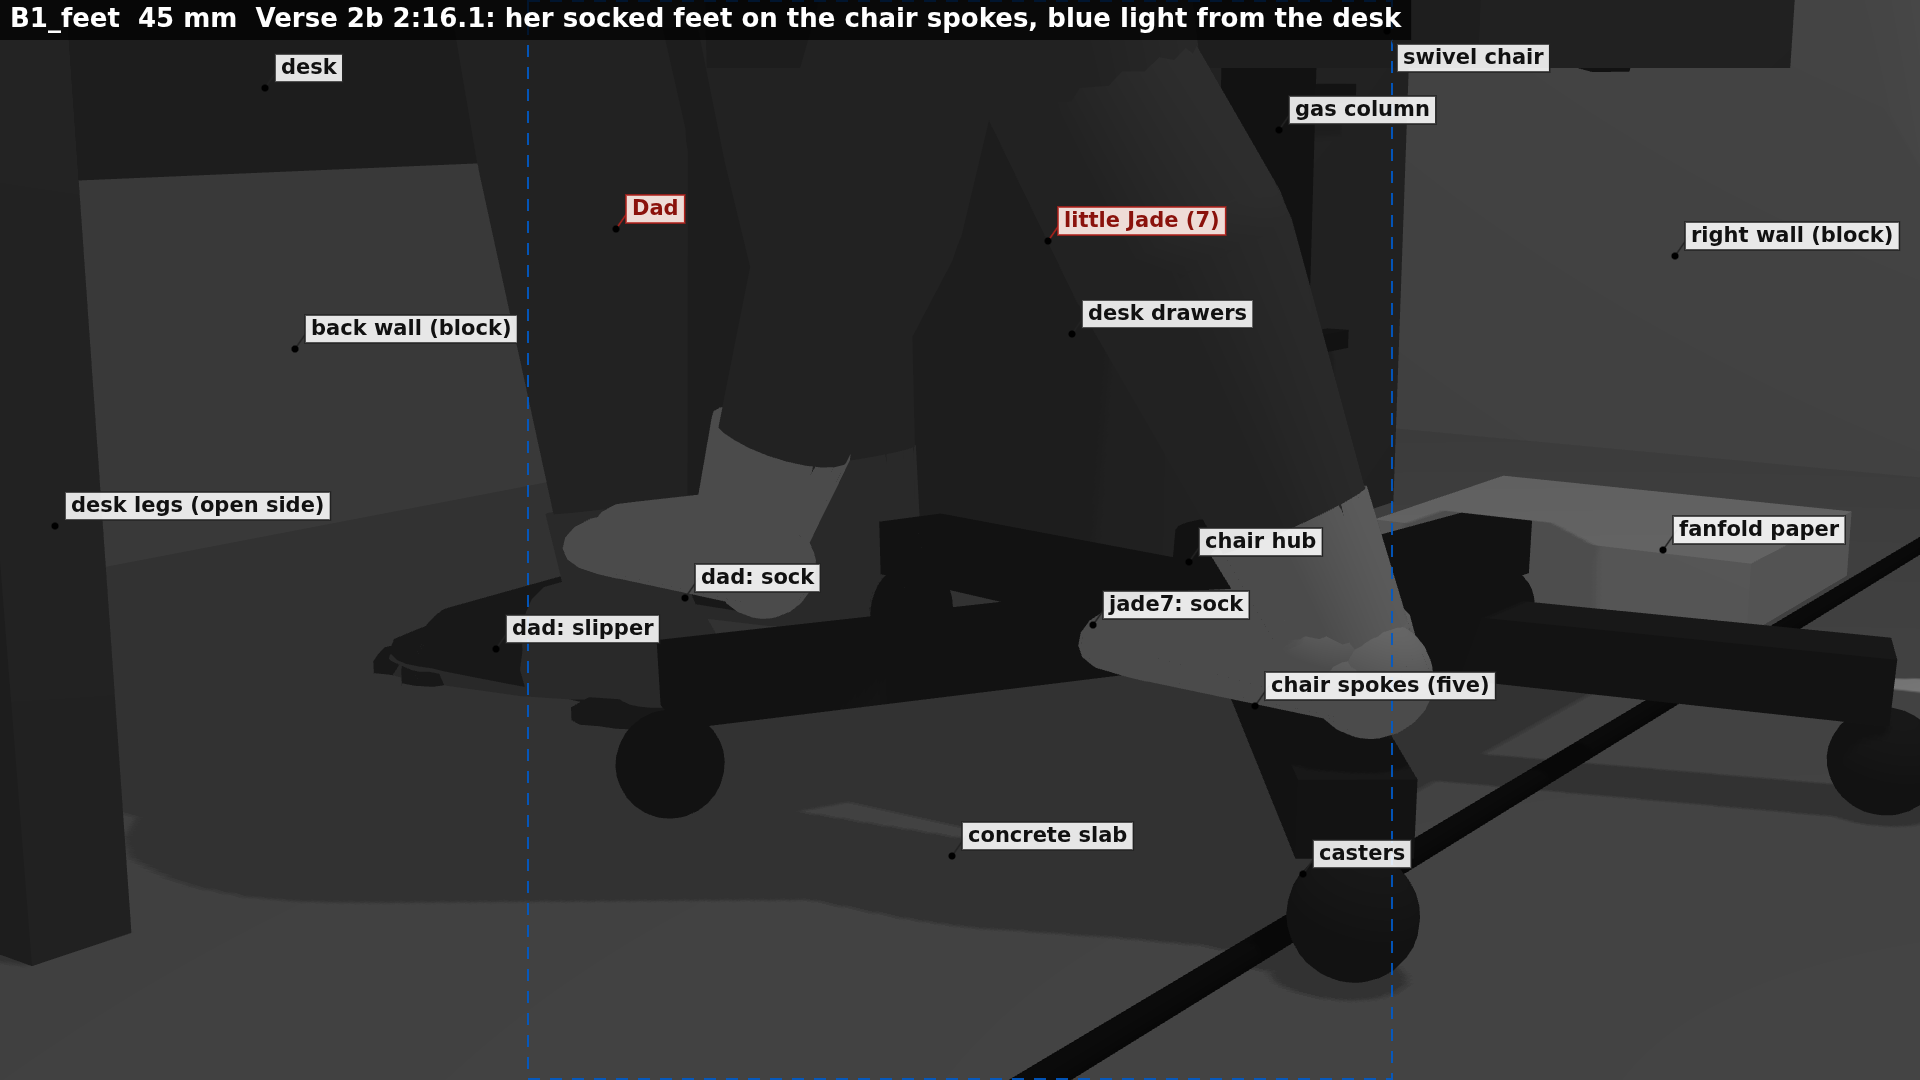 B1_feet 45 mm Verse 2b 2:16.1: her socked feet on the chair spokes, blue light from the desk
swivel chair
desk
gas column
Dad
little Jade (7)
right wall (block)
desk drawers
back wall (block)
desk legs (open side)
fanfold paper
chair hub
dad: sock
jade7: sock
dad: slipper
chair spokes (five)
concrete slab
casters